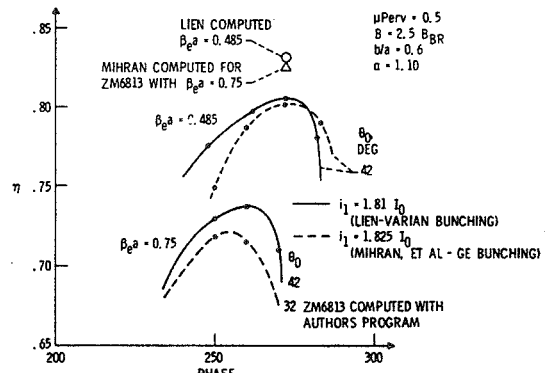 .85
LIEN COMPUTED
βea = 0.485
MIHRAN COMPUTED FOR
ZM6813 WITH βea = 0.75
μPerv = 0.5
B = 2.5 BBR
b/a = 0.6
α = 1.10
.80
βea = 0.485
θ0
DEG
42
.75
η
i1 = 1.81 I0
(LIEN-VARIAN BUNCHING)
i1 = 1.825 I0
(MIHRAN, ET AL - GE BUNCHING)
βea = 0.75
.70
θ0
42
32 ZM6813 COMPUTED WITH
AUTHORS PROGRAM
.65
200
250
300
PHASE